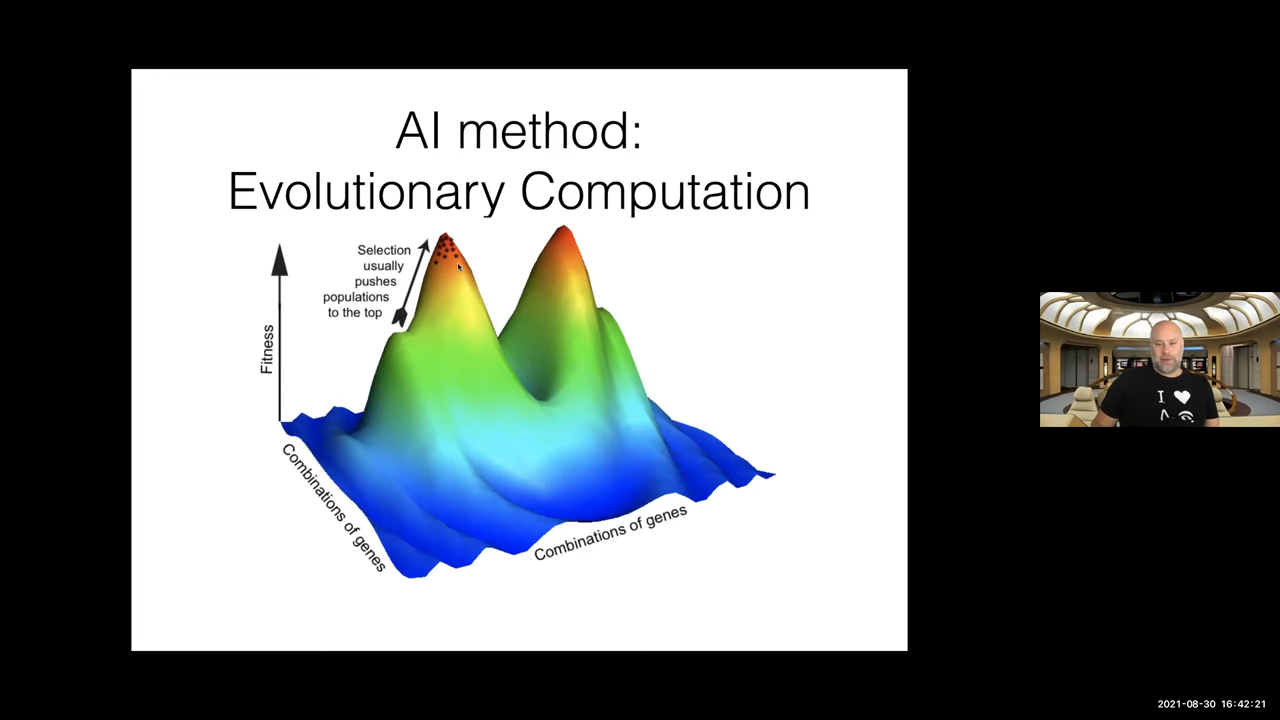 AI method:
Evolutionary Computation
Selection
usually
pushes
populations
to the top
Fitness
Combinations of genes
Combinations of genes
I ♥
2021-08-30 16:42:21